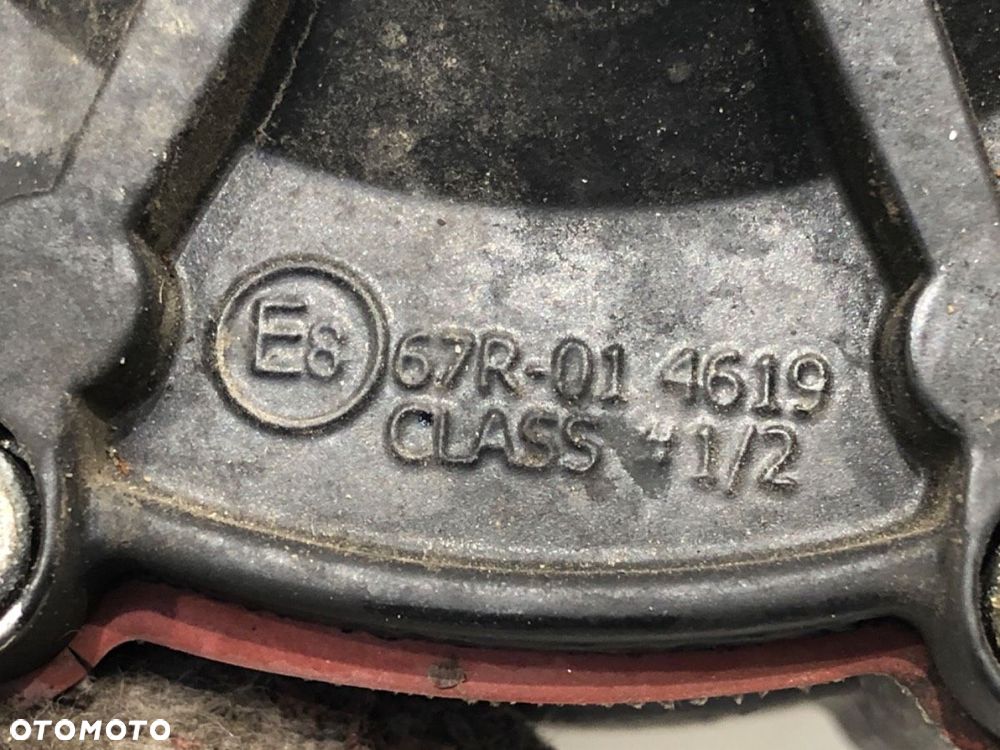 E8 67R-01 4619
CLASS 1/2
OTOMOTO